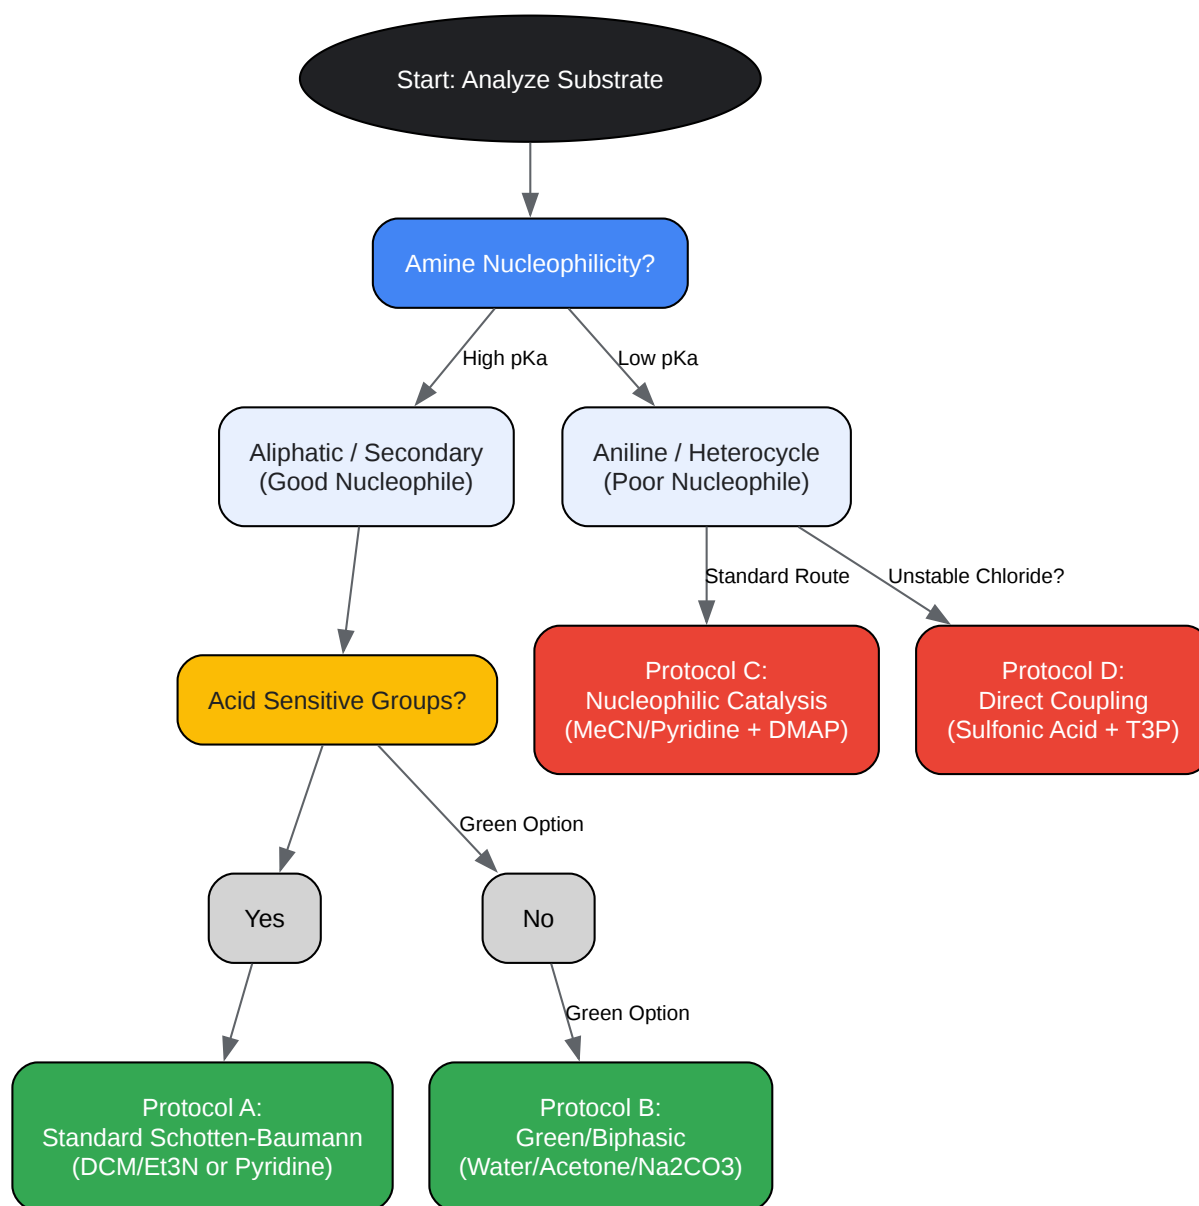 Start: Analyze Substrate
Amine Nucleophilicity?
High pKa
Low pKa
Aliphatic / Secondary
(Good Nucleophile)
Aniline / Heterocycle
(Poor Nucleophile)
Standard Route
Unstable Chloride?
Acid Sensitive Groups?
Protocol C:
Nucleophilic Catalysis
(MeCN/Pyridine + DMAP)
Protocol D:
Direct Coupling
(Sulfonic Acid + T3P)
Green Option
Yes
No
Green Option
Protocol A:
Standard Schotten-Baumann
(DCM/Et3N or Pyridine)
Protocol B:
Green/Biphasic
(Water/Acetone/Na2CO3)